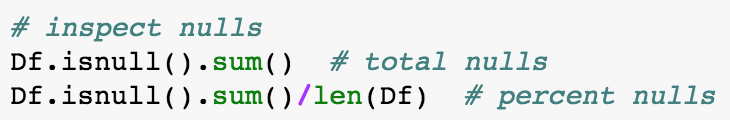 # inspect nulls
Df.isnull().sum()  # total nulls
Df.isnull().sum()/len(Df)  # percent nulls